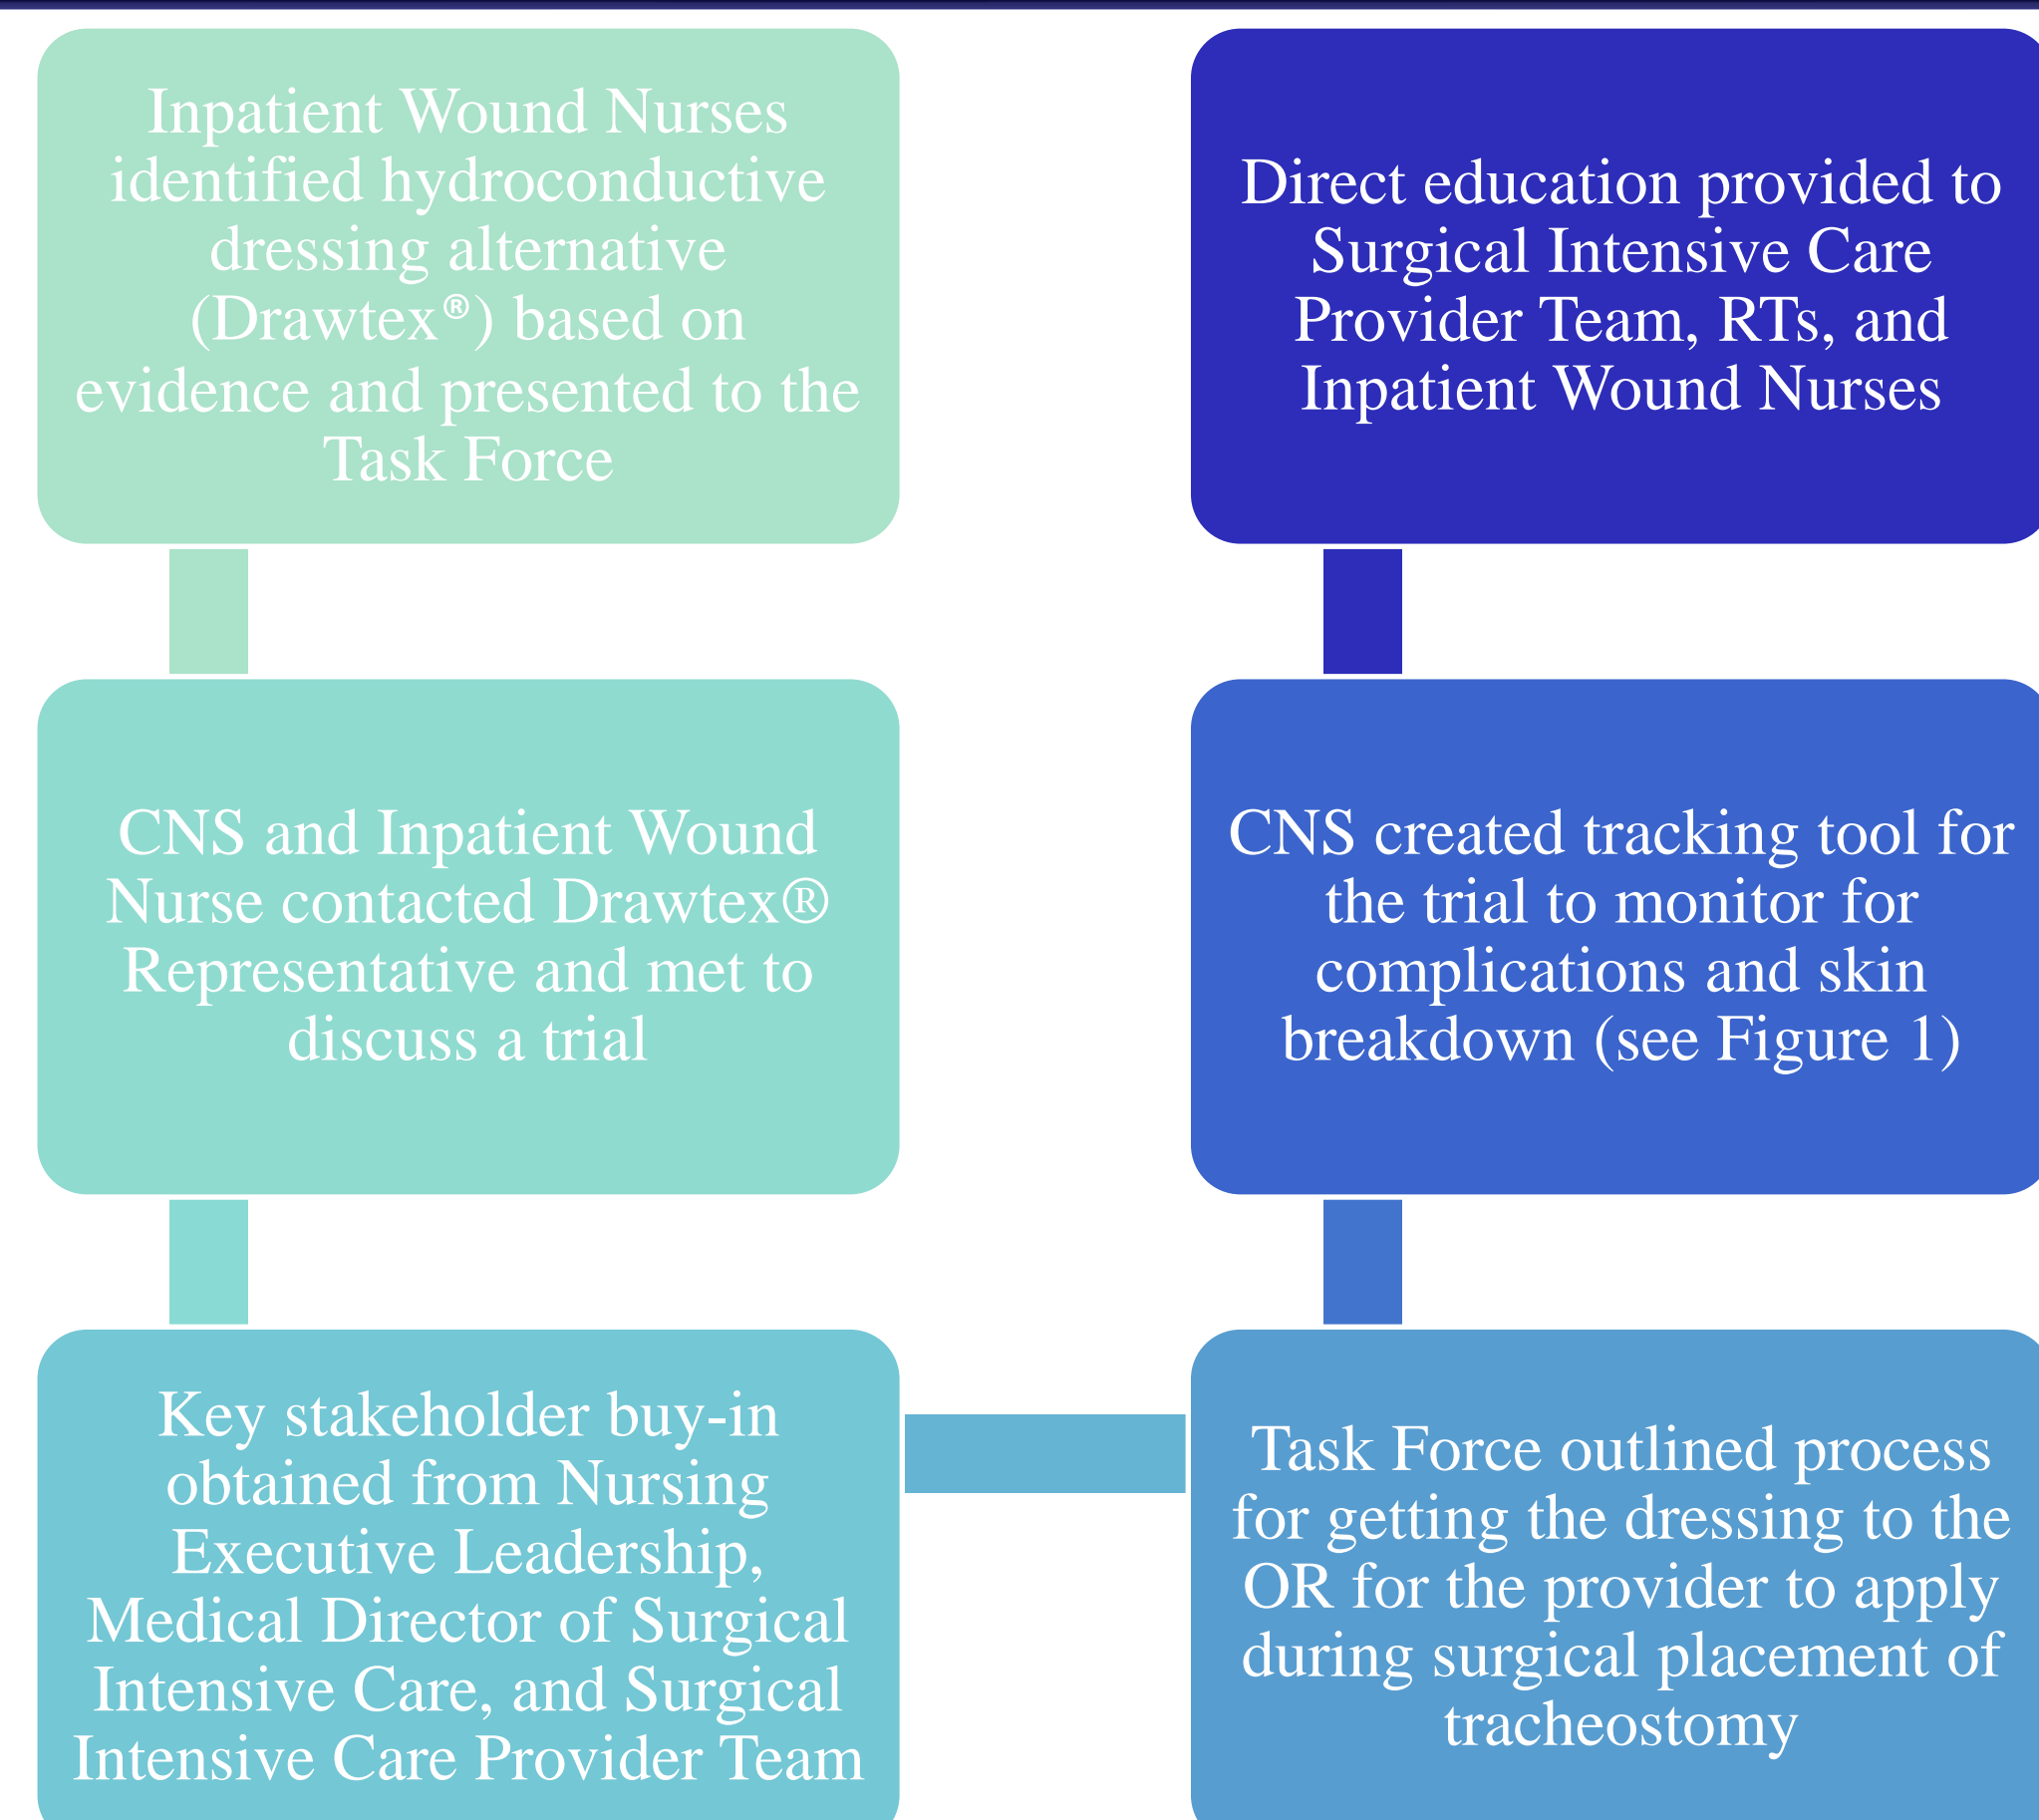 Inpatient Wound Nurses
identified hydroconductive
dressing alternative
(Drawtex®) based on
evidence and presented to the
Task Force
CNS and Inpatient Wound
Nurse contacted Drawtex®
Representative and met to
discuss a trial
Key stakeholder buy-in
obtained from Nursing
Executive Leadership,
Medical Director of Surgical
Intensive Care, and Surgical
Intensive Care Provider Team
Task Force outlined process
for getting the dressing to the
OR for the provider to apply
during surgical placement of
tracheostomy
CNS created tracking tool for
the trial to monitor for
complications and skin
breakdown (see Figure 1)
Direct education provided to
Surgical Intensive Care
Provider Team, RTs, and
Inpatient Wound Nurses